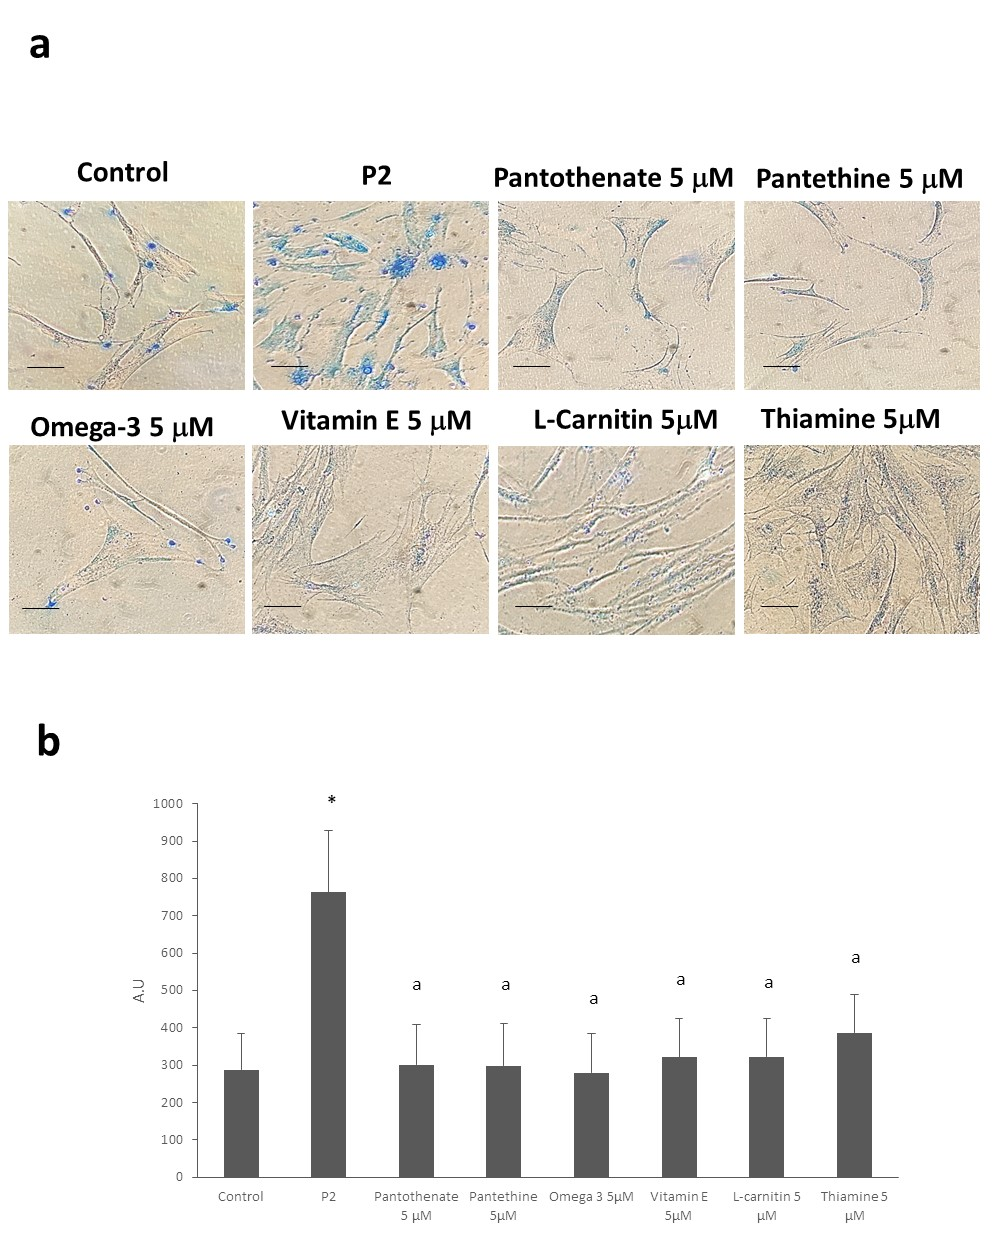 a
Control P2 Pantothenate 5 μM Pantethine 5 μM
Omega-3 5 μM Vitamin E 5 μM L-Carnitin 5μM Thiamine 5μM
b
1000
900
800
700
600
500
400
300
200
100
0
A.U
*
a a a a a a
Control P2 Pantothenate 5 μM Pantethine 5μM Omega 3 5μM Vitamin E 5μM L-carnitin 5 μM Thiamine 5 μM